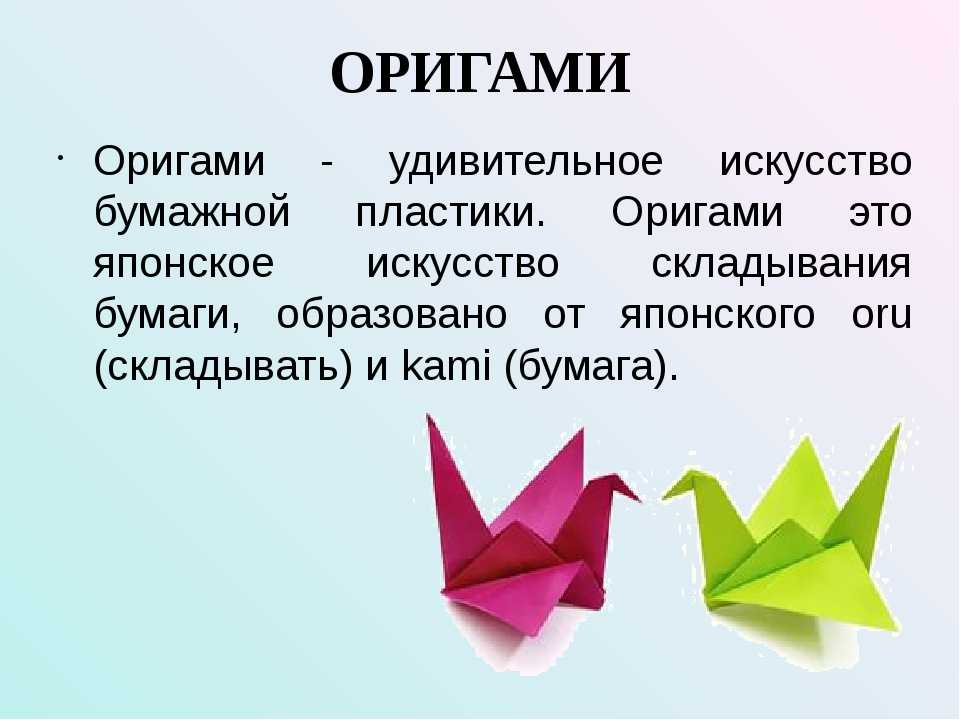 ОРИГАМИ
• Оригами - удивительное искусство
бумажной пластики. Оригами это
японское искусство складывания
бумаги, образовано от японского oru
(складывать) и kami (бумага).